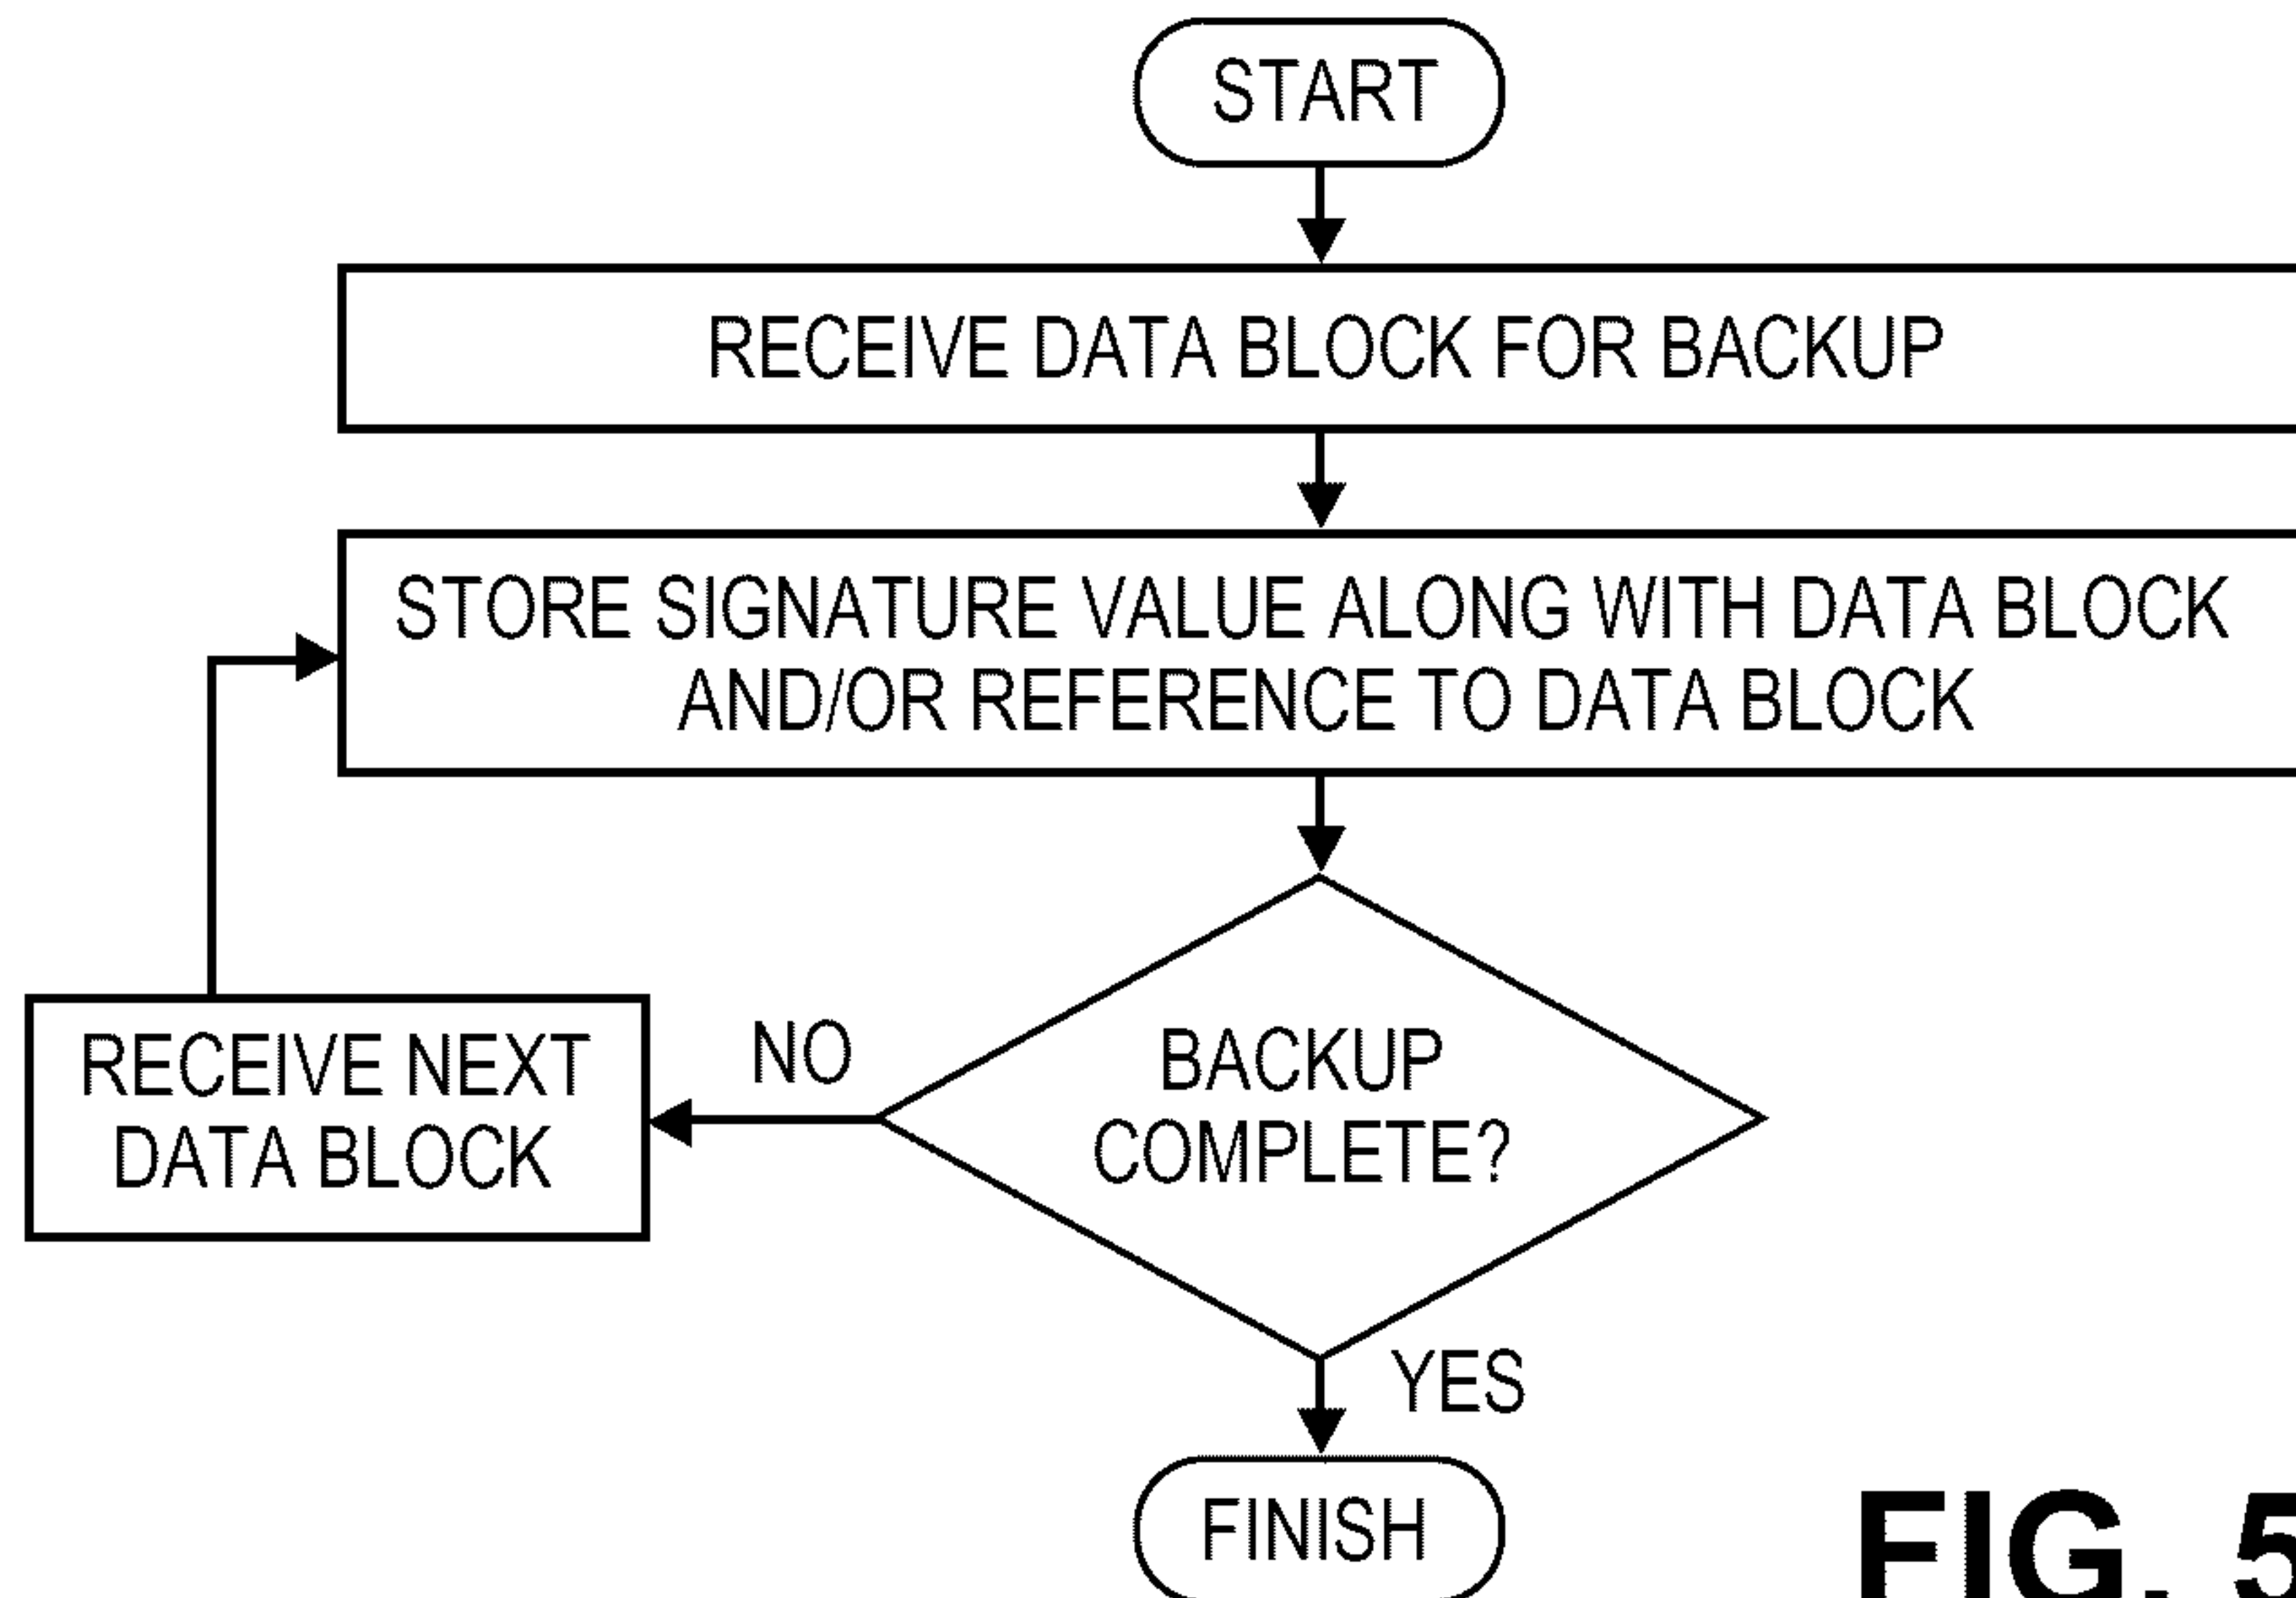 START
RECEIVE DATA BLOCK FOR BACKUP
STORE SIGNATURE VALUE ALONG WITH DATA BLOCK
AND/OR REFERENCE TO DATA BLOCK
BACKUP
COMPLETE?
NO
RECEIVE NEXT
DATA BLOCK
YES
FINISH
FIG. 5